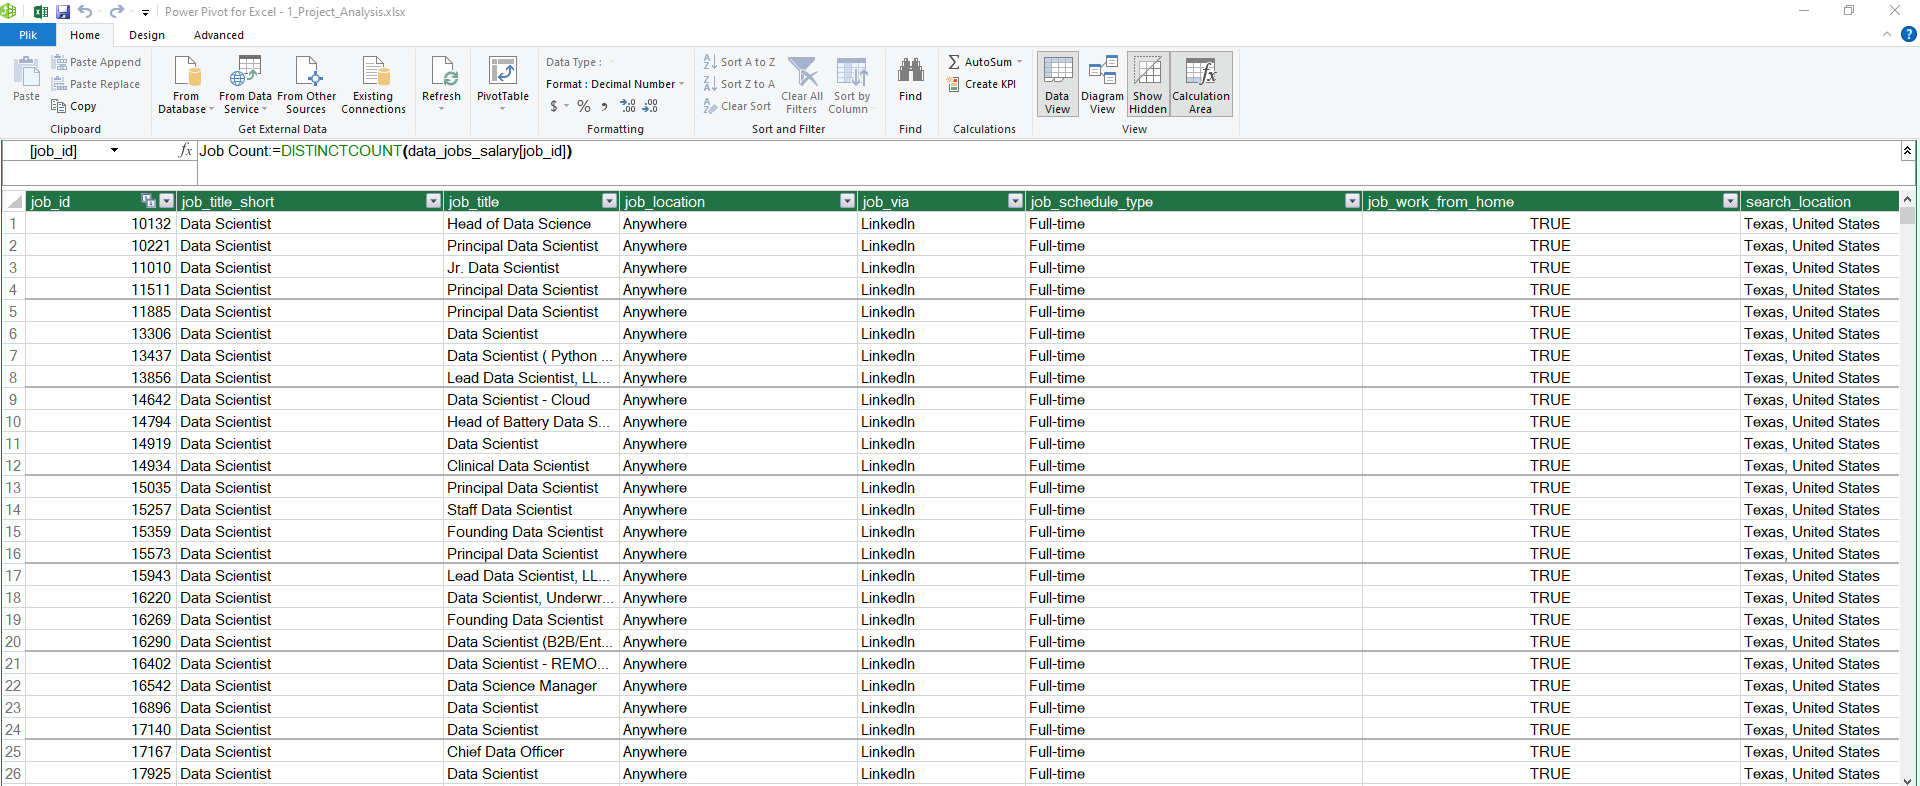 Power Pivot for Excel - 1_Project_Analysis.xlsx
Plik Home Design Advanced
Paste
Paste Append
Paste Replace
Copy
Clipboard
From Database
From Data Service
From Other Sources
Existing Connections
Get External Data
Refresh
PivotTable
Data Type :
Format : Decimal Number
$ % ,
Formatting
Sort A to Z
Sort Z to A
Clear Sort
Clear All Filters
Sort by Column
Sort and Filter
Find
Find
AutoSum
Create KPI
Calculations
Data View
Diagram View
Show Hidden
Calculation Area
View
[job_id] fx Job Count:=DISTINCTCOUNT(data_jobs_salary[job_id])
job_id job_title_short job_title job_location job_via job_schedule_type job_work_from_home search_location
1 10132 Data Scientist Head of Data Science Anywhere LinkedIn Full-time TRUE Texas, United States
2 10221 Data Scientist Principal Data Scientist Anywhere LinkedIn Full-time TRUE Texas, United States
3 11010 Data Scientist Jr. Data Scientist Anywhere LinkedIn Full-time TRUE Texas, United States
4 11511 Data Scientist Principal Data Scientist Anywhere LinkedIn Full-time TRUE Texas, United States
5 11885 Data Scientist Principal Data Scientist Anywhere LinkedIn Full-time TRUE Texas, United States
6 13306 Data Scientist Data Scientist Anywhere LinkedIn Full-time TRUE Texas, United States
7 13437 Data Scientist Data Scientist ( Python ... Anywhere LinkedIn Full-time TRUE Texas, United States
8 13856 Data Scientist Lead Data Scientist, LL... Anywhere LinkedIn Full-time TRUE Texas, United States
9 14642 Data Scientist Data Scientist - Cloud Anywhere LinkedIn Full-time TRUE Texas, United States
10 14794 Data Scientist Head of Battery Data S... Anywhere LinkedIn Full-time TRUE Texas, United States
11 14919 Data Scientist Data Scientist Anywhere LinkedIn Full-time TRUE Texas, United States
12 14934 Data Scientist Clinical Data Scientist Anywhere LinkedIn Full-time TRUE Texas, United States
13 15035 Data Scientist Principal Data Scientist Anywhere LinkedIn Full-time TRUE Texas, United States
14 15257 Data Scientist Staff Data Scientist Anywhere LinkedIn Full-time TRUE Texas, United States
15 15359 Data Scientist Founding Data Scientist Anywhere LinkedIn Full-time TRUE Texas, United States
16 15573 Data Scientist Principal Data Scientist Anywhere LinkedIn Full-time TRUE Texas, United States
17 15943 Data Scientist Lead Data Scientist, LL... Anywhere LinkedIn Full-time TRUE Texas, United States
18 16220 Data Scientist Data Scientist, Underwr... Anywhere LinkedIn Full-time TRUE Texas, United States
19 16269 Data Scientist Founding Data Scientist Anywhere LinkedIn Full-time TRUE Texas, United States
20 16290 Data Scientist Data Scientist (B2B/Ent... Anywhere LinkedIn Full-time TRUE Texas, United States
21 16402 Data Scientist Data Scientist - REMO... Anywhere LinkedIn Full-time TRUE Texas, United States
22 16542 Data Scientist Data Science Manager Anywhere LinkedIn Full-time TRUE Texas, United States
23 16896 Data Scientist Data Scientist Anywhere LinkedIn Full-time TRUE Texas, United States
24 17140 Data Scientist Data Scientist Anywhere LinkedIn Full-time TRUE Texas, United States
25 17167 Data Scientist Chief Data Officer Anywhere LinkedIn Full-time TRUE Texas, United States
26 17925 Data Scientist Data Scientist Anywhere LinkedIn Full-time TRUE Texas, United States